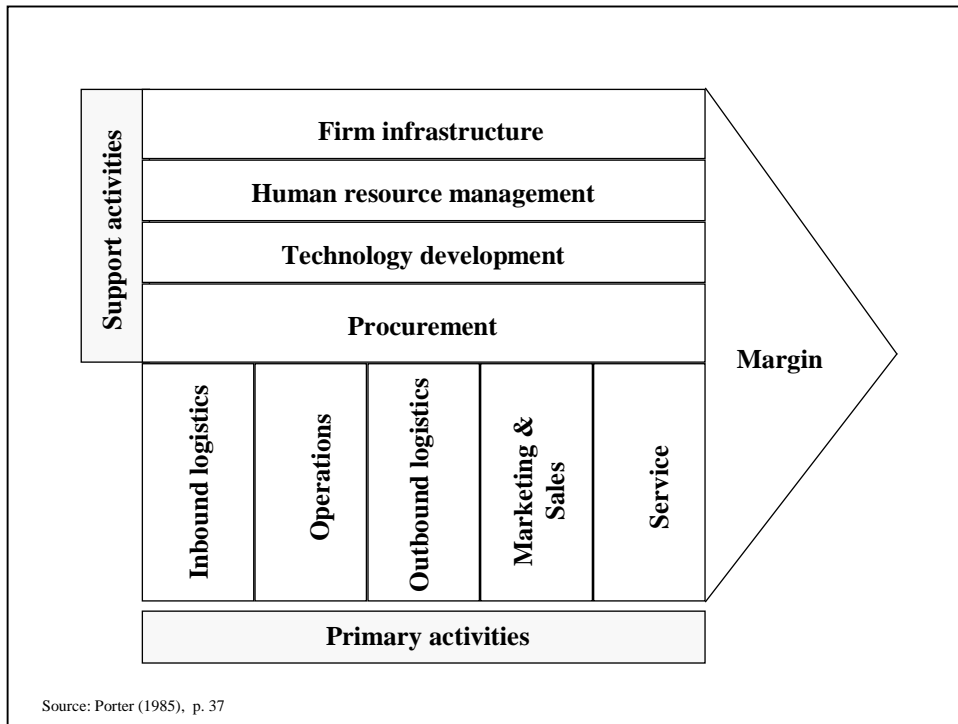 Support activities
Firm infrastructure
Human resource management
Technology development
Procurement
Inbound logistics
Operations
Outbound logistics
Marketing &
Sales
Service
Margin
Primary activities
Source: Porter (1985), p. 37